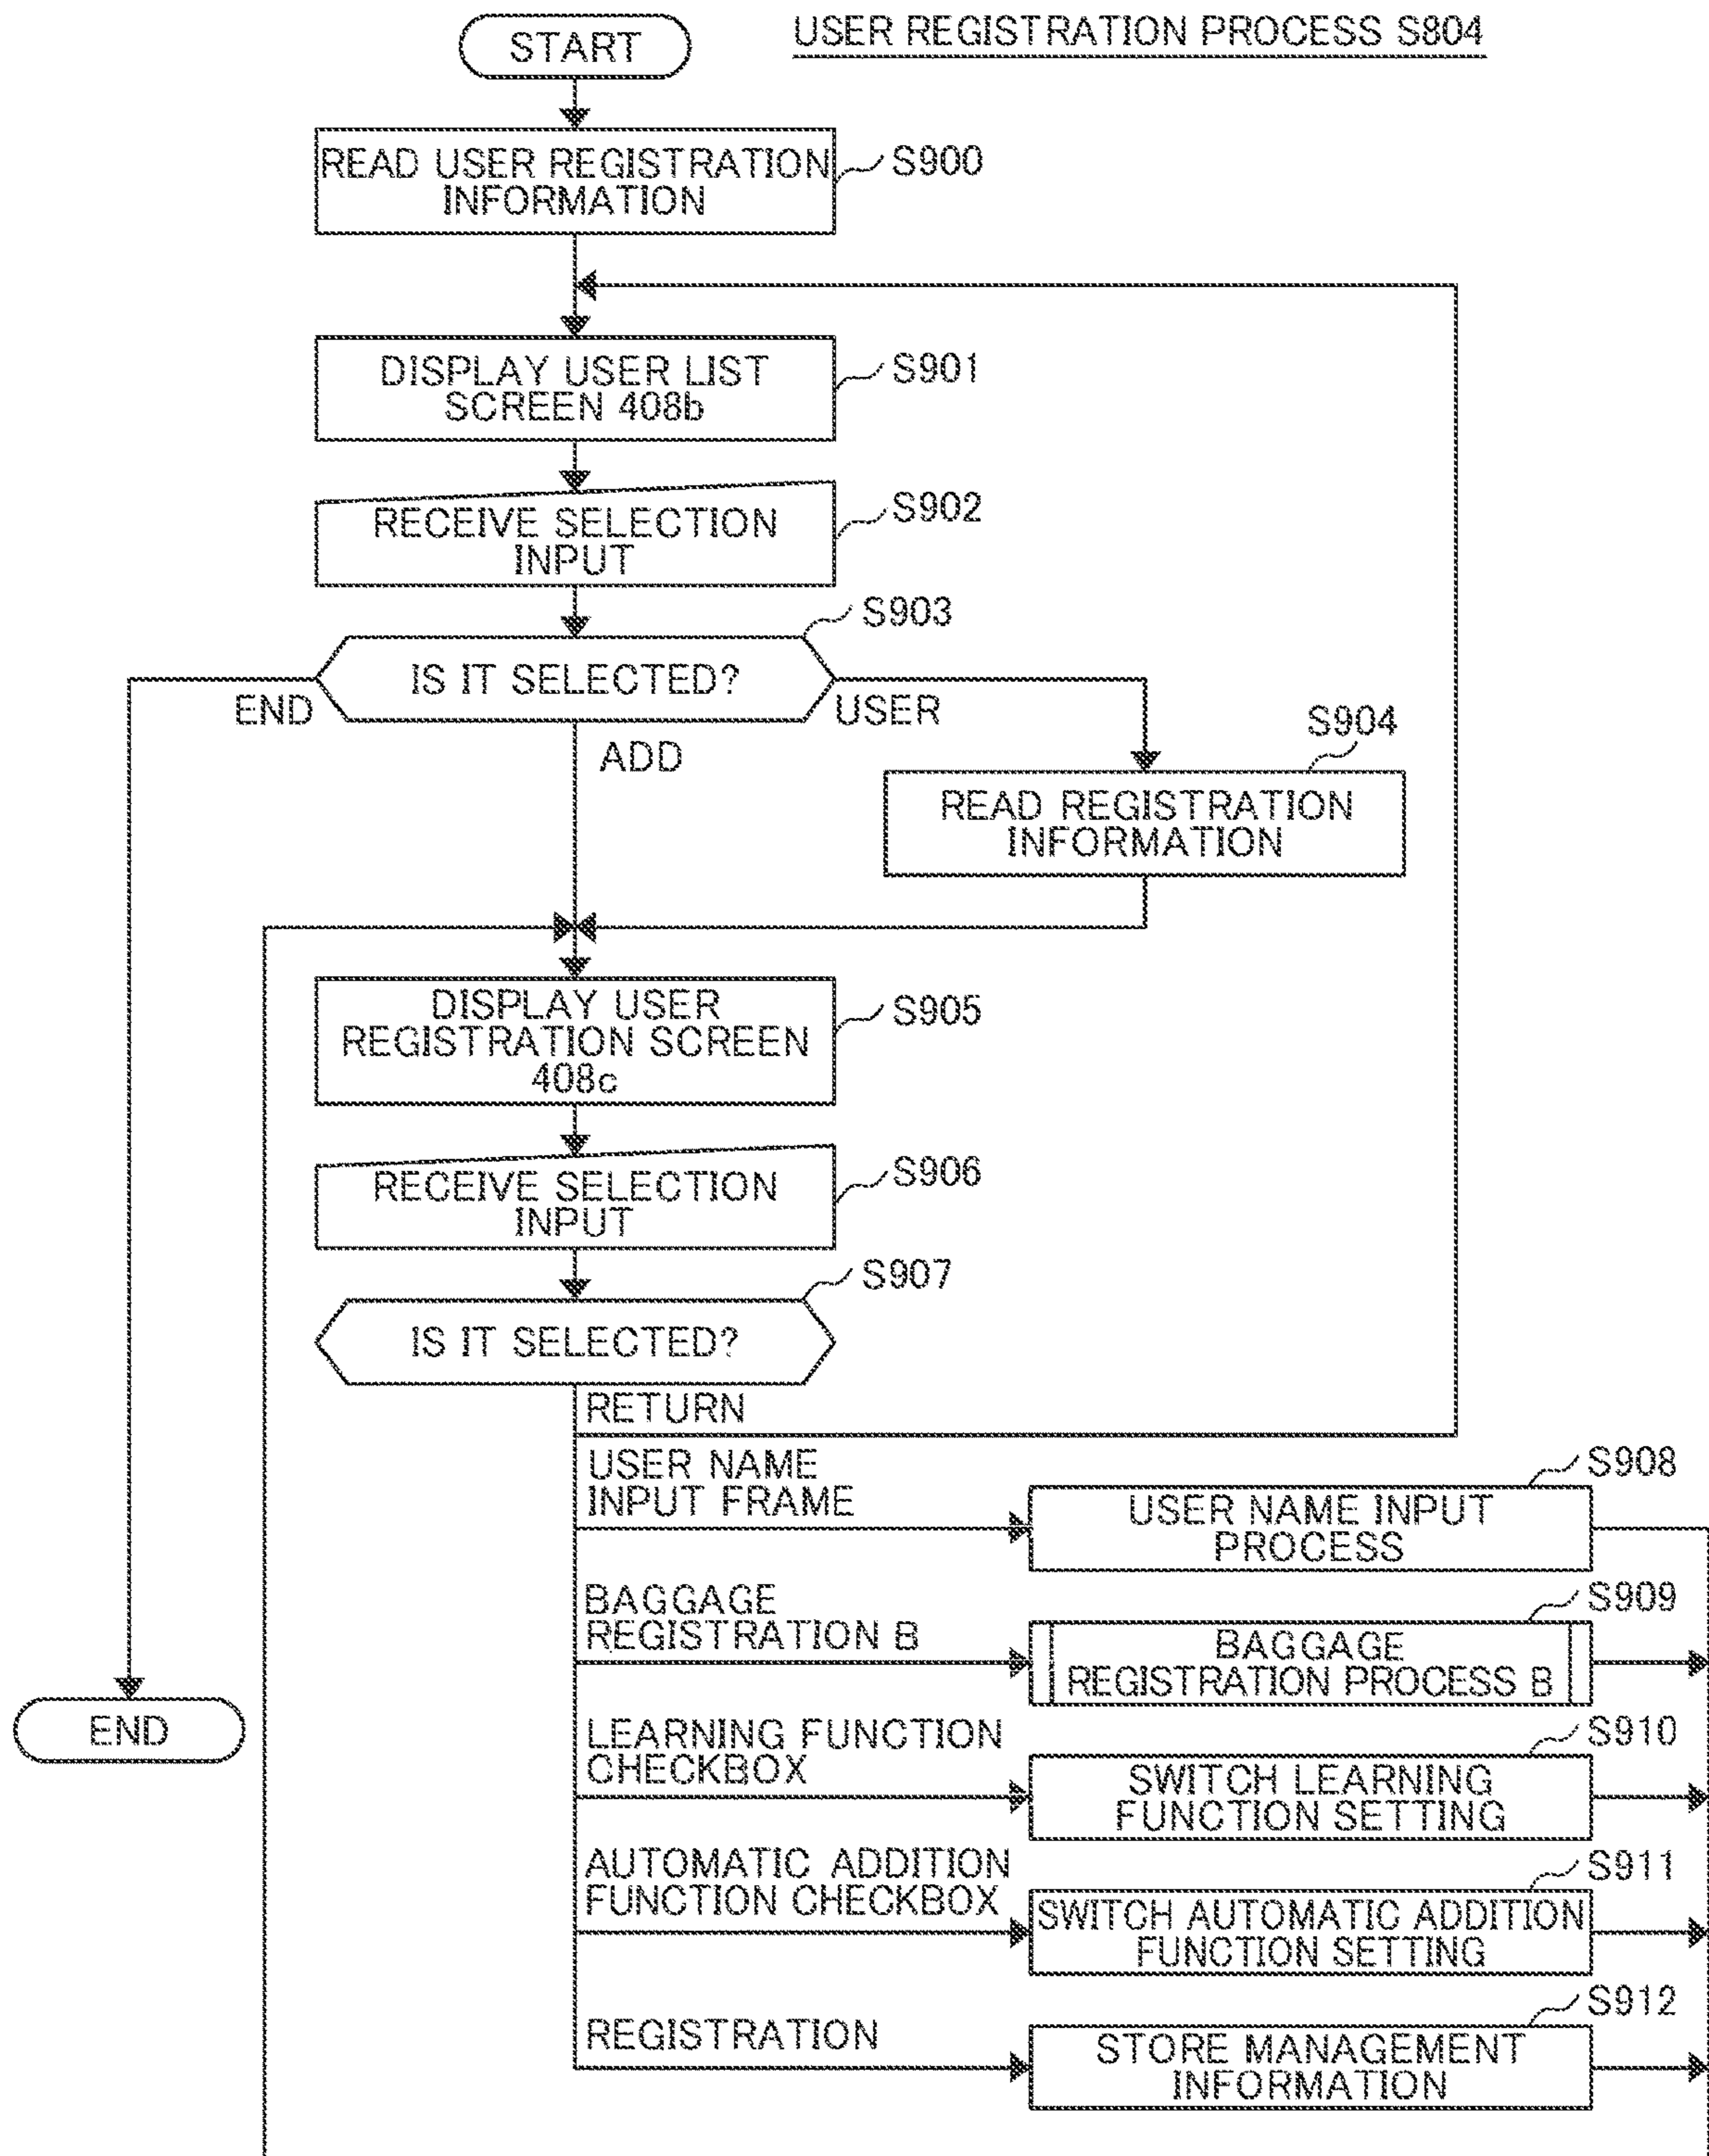 USER REGISTRATION PROCESS S804
START
READ USER REGISTRATION
INFORMATION
S900
DISPLAY USER LIST
SCREEN 408b
S901
RECEIVE SELECTION
INPUT
S902
S903
IS IT SELECTED?
END
USER
ADD
S904
READ REGISTRATION
INFORMATION
DISPLAY USER
REGISTRATION SCREEN
408c
S905
RECEIVE SELECTION
INPUT
S906
S907
IS IT SELECTED?
RETURN
USER NAME
INPUT FRAME
S908
USER NAME INPUT
PROCESS
BAGGAGE
REGISTRATION B
S909
BAGGAGE
REGISTRATION PROCESS B
END
LEARNING FUNCTION
CHECKBOX
S910
SWITCH LEARNING
FUNCTION SETTING
AUTOMATIC ADDITION
FUNCTION CHECKBOX
S911
SWITCH AUTOMATIC ADDITION
FUNCTION SETTING
REGISTRATION
S912
STORE MANAGEMENT
INFORMATION